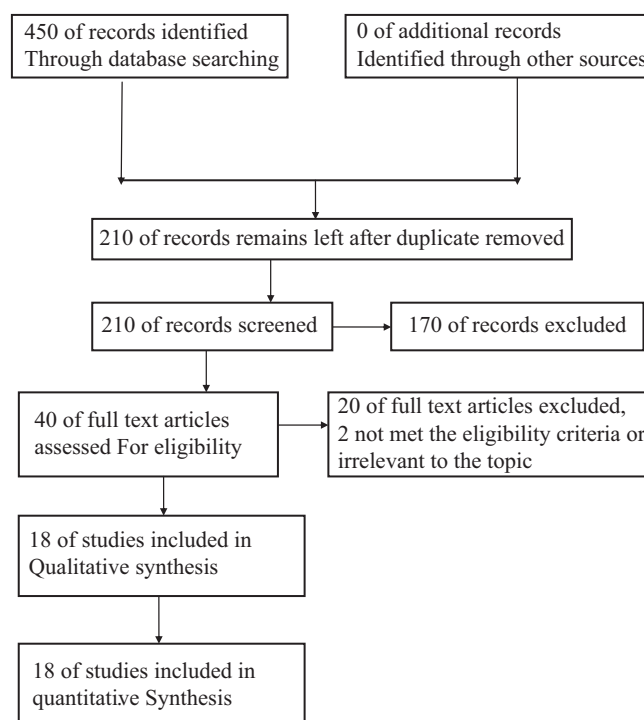 450 of records identified
Through database searching
0 of additional records
Identified through other sources
210 of records remains left after duplicate removed
210 of records screened
170 of records excluded
40 of full text articles
assessed For eligibility
20 of full text articles excluded,
2 not met the eligibility criteria or
irrelevant to the topic
18 of studies included in
Qualitative synthesis
18 of studies included in
quantitative Synthesis